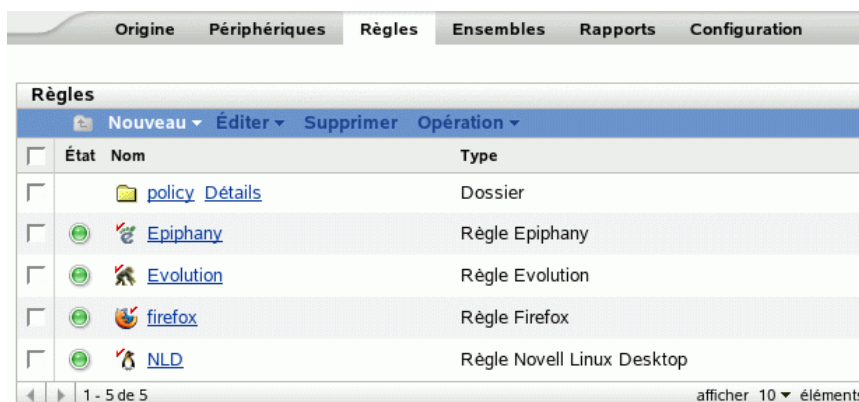 Origine Périphériques Règles Ensembles Rapports Configuration
Règles
Nouveau Éditer Supprimer Opération
État Nom Type
policy Détails Dossier
Epiphany Règle Epiphany
Evolution Règle Evolution
firefox Règle Firefox
NLD Règle Novell Linux Desktop
1 - 5 de 5 afficher 10 éléments